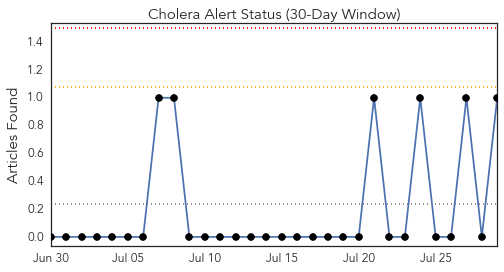 Cholera Alert Status (30-Day Window)
Articles Found
1.4
1.2
1.0
0.8
0.6
0.4
0.2
0.0
Jun 30 Jul 05 Jul 10 Jul 15 Jul 20 Jul 25